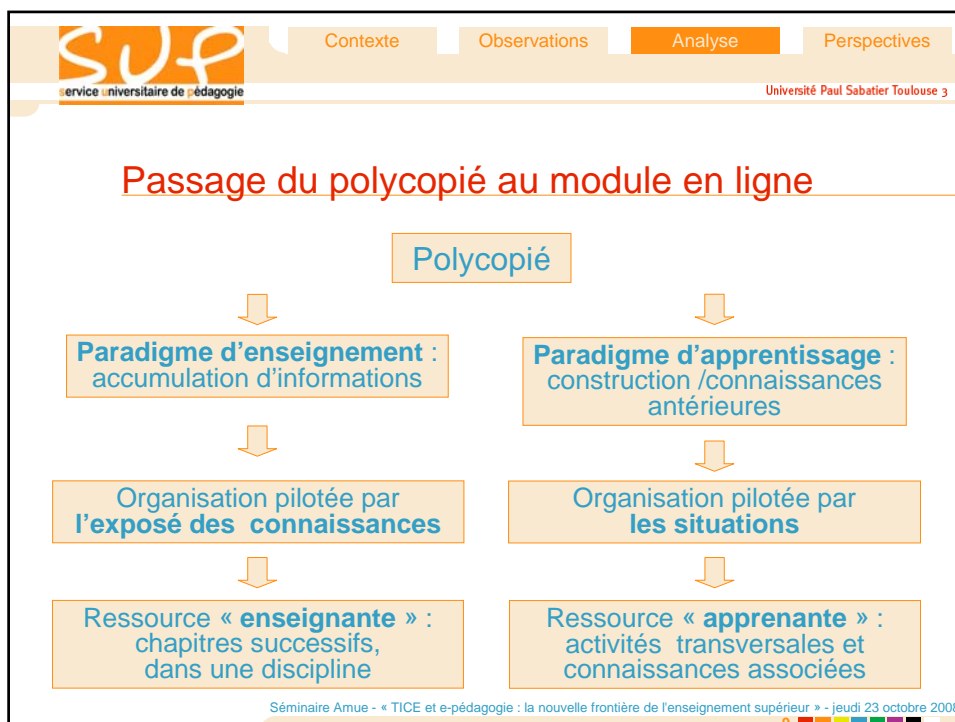 SUP
service universitaire de pédagogie
Contexte
Observations
Analyse
Perspectives
Université Paul Sabatier Toulouse 3
Passage du polycopié au module en ligne
Polycopié
Paradigme d’enseignement :
accumulation d’informations
Paradigme d’apprentissage :
construction /connaissances
antérieures
Organisation pilotée par
l’exposé des connaissances
Organisation pilotée par
les situations
Ressource « enseignante » :
chapitres successifs,
dans une discipline
Ressource « apprenante » :
activités transversales et
connaissances associées
Séminaire Amue - « TICE et e-pédagogie : la nouvelle frontière de l'enseignement supérieur » - jeudi 23 octobre 2008